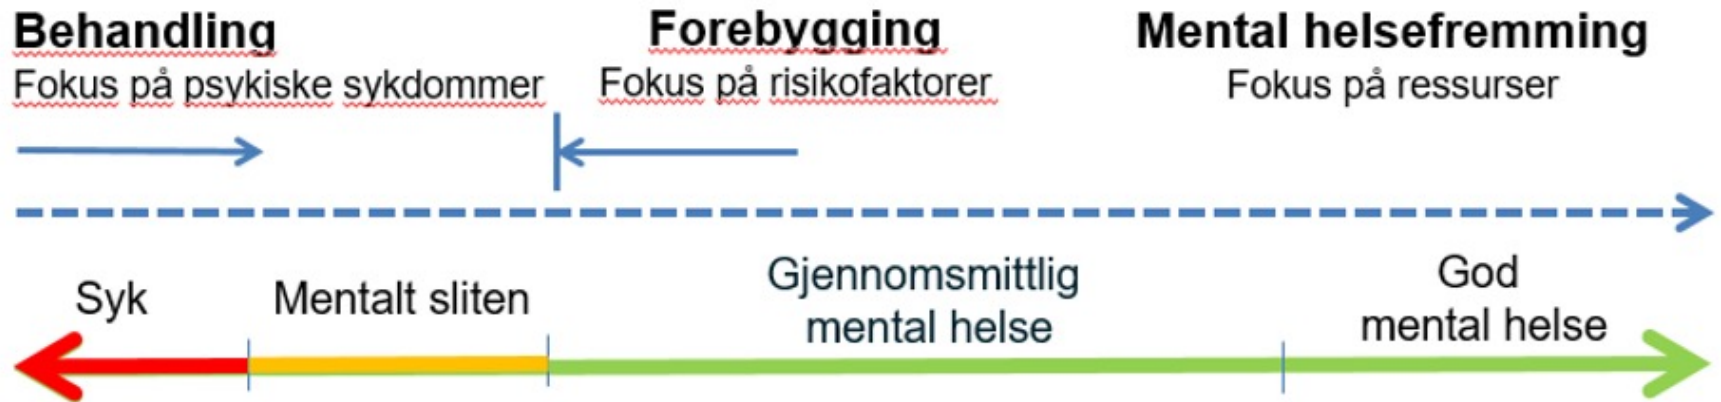 Behandling
Fokus på psykiske sykdommer
Forebygging
Fokus på risikofaktorer
Mental helsefremming
Fokus på ressurser
Syk
Mentalt sliten
Gjennomsmittlig
mental helse
God
mental helse